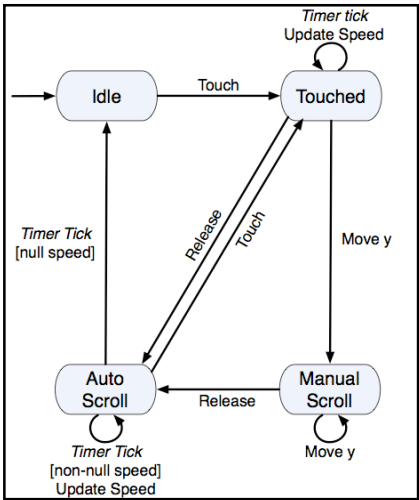 Timer tick
Update Speed
Idle
Touch
Touched
Release
Touch
Timer Tick
[null speed]
Move y
Auto
Scroll
Release
Manual
Scroll
Timer Tick
[non-null speed]
Update Speed
Move y